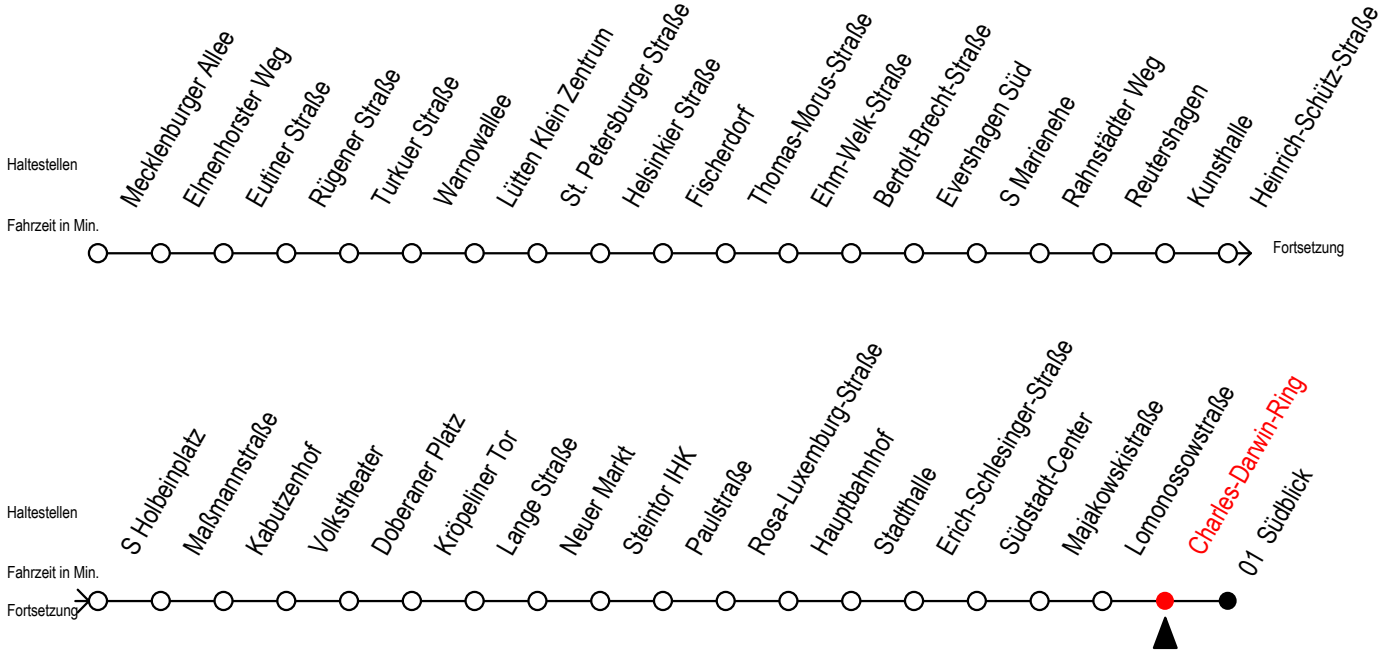 Haltestellen
Mecklenburger Allee
Elmenhorster Weg
Eutiner Straße
Rügener Straße
Turkuer Straße
Warnowallee
Lütten Klein Zentrum
St. Petersburger Straße
Helsinkier Straße
Fischerdorf
Thomas-Morus-Straße
Ehm-Welk-Straße
Bertolt-Brecht-Straße
Evershagen Süd
S Marienehe
Rahnstädter Weg
Reutershagen
Kunsthalle
Heinrich-Schütz-Straße
Fahrzeit in Min.
Fortsetzung
Haltestellen
S Holbeinplatz
Maßmannstraße
Kabutzenhof
Volkstheater
Doberaner Platz
Kröpeliner Tor
Lange Straße
Neuer Markt
Steintor IHK
Paulstraße
Rosa-Luxemburg-Straße
Hauptbahnhof
Stadthalle
Erich-Schlesinger-Straße
Südstadt-Center
Majakowskistraße
Lomonossowstraße
Charles-Darwin-Ring
01 Südblick
Fahrzeit in Min.
Fortsetzung